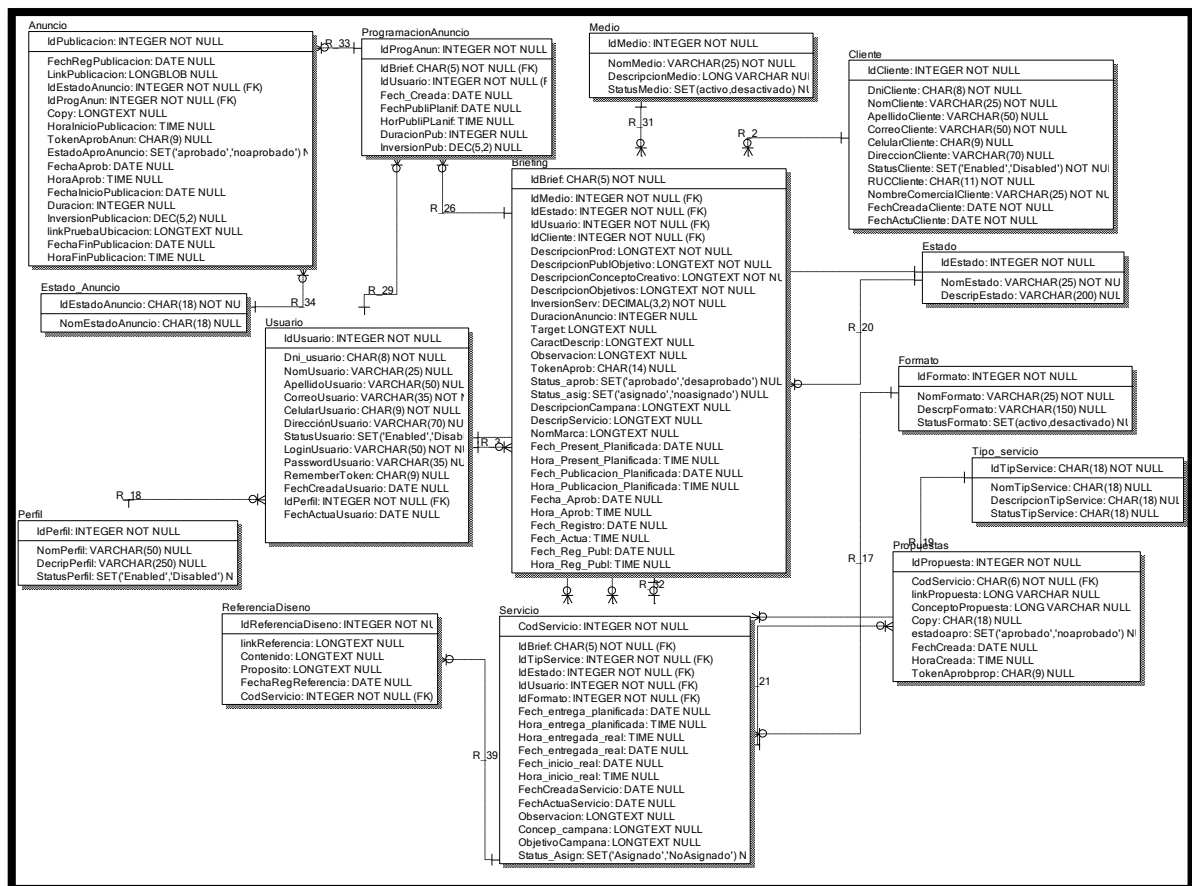 Anuncio
IdPublicacion: INTEGER NOT NULL
FechRegPublicacion: DATE NULL
LinkPublicacion: LONGBLOB NULL
IdEstadoAnuncio: INTEGER NOT NULL (FK)
IdProgAnun: INTEGER NOT NULL (FK)
Copy: LONGTEXT NULL
HoraInicioPublicacion: TIME NULL
TokenAprobAnun: CHAR(9) NULL
EstadoAproAnuncio: SET('aprobado','noaprobado') N
FechaAprob: DATE NULL
HoraAprob: TIME NULL
FechaInicioPublicacion: DATE NULL
Duracion: INTEGER NULL
InversionPublicacion: DEC(5,2) NULL
linkPruebaUbicacion: LONGTEXT NULL
FechaFinPublicacion: DATE NULL
HoraFinPublicacion: TIME NULL
R_33
ProgramacionAnuncio
IdProgAnun: INTEGER NOT NULL
IdBrief: CHAR(5) NOT NULL (FK)
IdUsuario: INTEGER NOT NULL (F
Fech_Creada: DATE NULL
FechPubliPlanif: DATE NULL
HorPubliPLanif: TIME NULL
DuracionPub: INTEGER NULL
InversionPub: DEC(5,2) NULL
Medio
IdMedio: INTEGER NOT NULL
NomMedio: VARCHAR(25) NOT NULL
DescripcionMedio: LONG VARCHAR NUL
StatusMedio: SET(activo,desactivado) NU
R_31
R_2
Cliente
IdCliente: INTEGER NOT NULL
DniCliente: CHAR(8) NOT NULL
NomCliente: VARCHAR(25) NOT NULL
ApellidoCliente: VARCHAR(50) NULL
CorreoCliente: VARCHAR(50) NOT NULL
CelularCliente: CHAR(9) NOT NULL
DireccionCliente: VARCHAR(70) NULL
StatusCliente: SET('Enabled','Disabled') NOT NUL
RUCCliente: CHAR(11) NOT NULL
NombreComercialCliente: VARCHAR(25) NOT NUL
FechCreadaCliente: DATE NOT NULL
FechActuCliente: DATE NOT NULL
Briefing
IdBrief: CHAR(5) NOT NULL
IdMedio: INTEGER NOT NULL (FK)
IdEstado: INTEGER NOT NULL (FK)
IdUsuario: INTEGER NOT NULL (FK)
IdCliente: INTEGER NOT NULL (FK)
DescripcionProd: LONGTEXT NOT NULL
DescripcionPublObjetivo: LONGTEXT NOT NULL
DescripcionConceptoCreativo: LONGTEXT NOT NU
DescripcionObjetivos: LONGTEXT NOT NULL
InversionServ: DECIMAL(3,2) NOT NULL
DuracionAnuncio: INTEGER NULL
Target: LONGTEXT NULL
CaractDescrip: LONGTEXT NULL
Observacion: LONGTEXT NULL
TokenAprob: CHAR(14) NULL
Status_aprob: SET('aprobado','desaprobado') NUL
Status_asig: SET('asignado','noasignado') NULL
DescripcionCampana: LONGTEXT NULL
DescripServicio: LONGTEXT NULL
NomMarca: LONGTEXT NULL
Fech_Present_Planificada: DATE NULL
Hora_Present_Planificada: TIME NULL
Fech_Publicacion_Planificada: DATE NULL
Hora_Publicacion_Planificada: TIME NULL
Fecha_Aprob: DATE NULL
Hora_Aprob: TIME NULL
Fech_Registro: DATE NULL
Fech_Actua: TIME NULL
Fech_Reg_Publ: DATE NULL
Hora_Reg_Publ: TIME NULL
R_26
R_29
Estado
IdEstado: INTEGER NOT NULL
NomEstado: VARCHAR(25) NOT NUL
DescripEstado: VARCHAR(200) NULL
R_20
Estado_Anuncio
IdEstadoAnuncio: CHAR(18) NOT NU
NomEstadoAnuncio: CHAR(18) NULL
R_34
Usuario
IdUsuario: INTEGER NOT NULL
Dni_usuario: CHAR(8) NOT NULL
NomUsuario: VARCHAR(25) NULL
ApellidoUsuario: VARCHAR(50) NUL
CorreoUsuario: VARCHAR(35) NOT N
CelularUsuario: CHAR(9) NOT NULL
DirecciónUsuario: VARCHAR(70) NU
StatusUsuario: SET('Enabled','Disab
LoginUsuario: VARCHAR(50) NOT N
PasswordUsuario: VARCHAR(35) NU
RememberToken: CHAR(9) NULL
FechCreadaUsuario: DATE NULL
IdPerfil: INTEGER NOT NULL (FK)
FechActuaUsuario: DATE NULL
Formato
IdFormato: INTEGER NOT NULL
NomFormato: VARCHAR(25) NOT NULL
DescrpFormato: VARCHAR(150) NULL
StatusFormato: SET(activo,desactivado) NU
Tipo_servicio
IdTipService: CHAR(18) NOT NULL
NomTipService: CHAR(18) NULL
DescripcionTipService: CHAR(18) NUL
StatusTipService: CHAR(18) NULL
R_18
Perfil
IdPerfil: INTEGER NOT NULL
NomPerfil: VARCHAR(50) NULL
DecripPerfil: VARCHAR(250) NULL
StatusPerfil: SET('Enabled','Disabled') N
R_19
R_17
Propuestas
IdPropuesta: INTEGER NOT NULL
CodServicio: CHAR(6) NOT NULL (FK)
linkPropuesta: LONG VARCHAR NULL
ConceptoPropuesta: LONG VARCHAR NULL
Copy: CHAR(18) NULL
estadoapro: SET('aprobado','noaprobado') NU
FechCreada: DATE NULL
HoraCreada: TIME NULL
TokenAprobprop: CHAR(9) NULL
R_32
ReferenciaDiseno
IdReferenciaDiseno: INTEGER NOT NU
linkReferencia: LONGTEXT NULL
Contenido: LONGTEXT NULL
Proposito: LONGTEXT NULL
FechaRegReferencia: DATE NULL
CodServicio: INTEGER NOT NULL (FK)
R_39
Servicio
CodServicio: INTEGER NOT NULL
IdBrief: CHAR(5) NOT NULL (FK)
IdTipService: INTEGER NOT NULL (FK)
IdEstado: INTEGER NOT NULL (FK)
IdUsuario: INTEGER NOT NULL (FK)
IdFormato: INTEGER NOT NULL (FK)
Fech_entrega_planificada: DATE NULL
Hora_entrega_planificada: TIME NULL
Hora_entregada_real: TIME NULL
Fech_entregada_real: DATE NULL
Fech_inicio_real: DATE NULL
Hora_inicio_real: TIME NULL
FechCreadaServicio: DATE NULL
FechActuaServicio: DATE NULL
Observacion: LONGTEXT NULL
Concep_campana: LONGTEXT NULL
ObjetivoCampana: LONGTEXT NULL
Status_Asign: SET('Asignado','NoAsignado') N
21